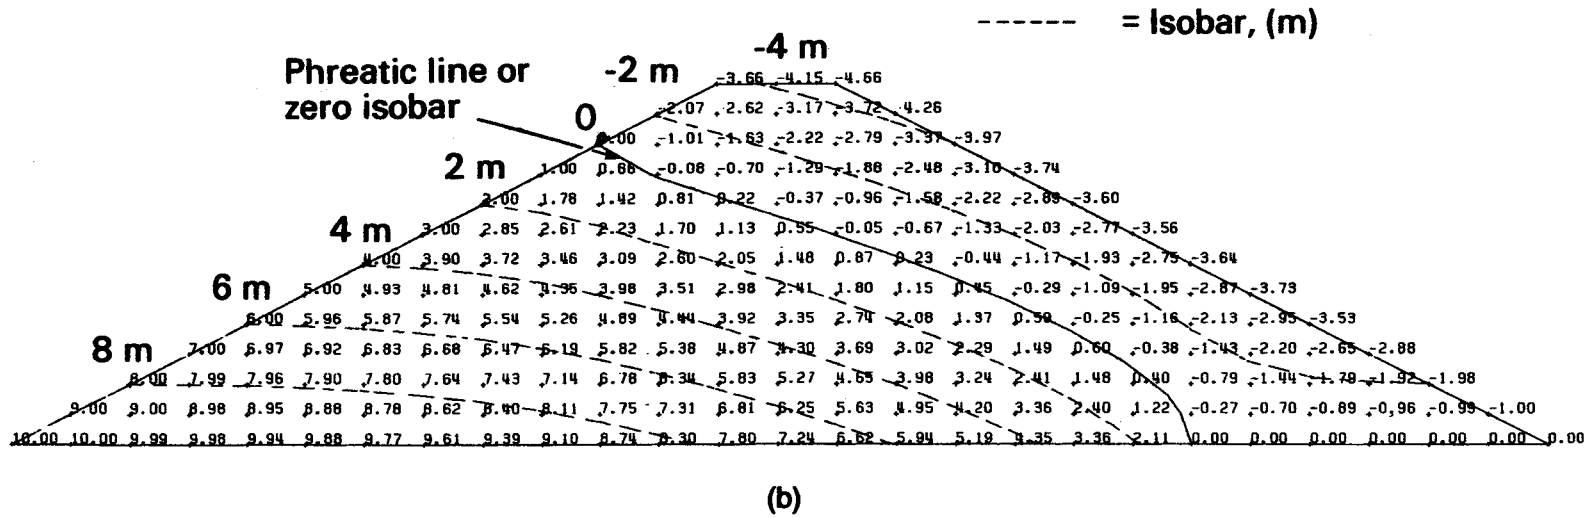 ------ = Isobar, (m)
-4 m
Phreatic line or
zero isobar
-2 m
-3.66 -4.15 -4.66
0
-2.07 -2.62 -3.17 -3.72 -4.26
0.00 -1.01 -1.63 -2.22 -2.79 -3.37 -3.97
2 m
1.00 0.66 -0.08 -0.70 -1.29 -1.88 -2.48 -3.10 -3.74
2.00 1.78 1.42 0.81 0.22 -0.37 -0.96 -1.58 -2.22 -2.89 -3.60
4 m
3.00 2.85 2.61 2.23 1.70 1.13 0.55 -0.05 -0.67 -1.33 -2.03 -2.77 -3.56
4.00 3.90 3.72 3.46 3.09 2.60 2.05 1.48 0.87 0.23 -0.44 -1.17 -1.93 -2.75 -3.64
6 m
5.00 4.93 4.81 4.62 4.35 3.98 3.51 2.98 2.41 1.80 1.15 0.45 -0.29 -1.09 -1.95 -2.87 -3.73
6.00 5.96 5.87 5.74 5.54 5.26 4.89 4.44 3.92 3.35 2.74 2.08 1.37 0.59 -0.25 -1.16 -2.13 -2.95 -3.53
8 m
7.00 6.97 6.92 6.83 6.68 6.47 6.19 5.82 5.38 4.87 4.30 3.69 3.02 2.29 1.49 0.60 -0.38 -1.43 -2.20 -2.65 -2.88
8.00 7.99 7.96 7.90 7.80 7.64 7.43 7.14 6.78 6.34 5.83 5.27 4.65 3.98 3.24 2.41 1.48 0.40 -0.79 -1.44 -1.79 -1.92 -1.98
9.00 9.00 8.98 8.95 8.88 8.78 8.62 8.40 8.11 7.75 7.31 6.81 6.25 5.63 4.95 4.20 3.36 2.40 1.22 -0.27 -0.70 -0.89 -0.96 -0.99 -1.00
10.00 10.00 9.99 9.98 9.94 9.88 9.77 9.61 9.39 9.10 8.74 8.30 7.80 7.24 6.62 5.94 5.19 4.35 3.36 2.11 0.00 0.00 0.00 0.00 0.00 0.00 0.00
(b)